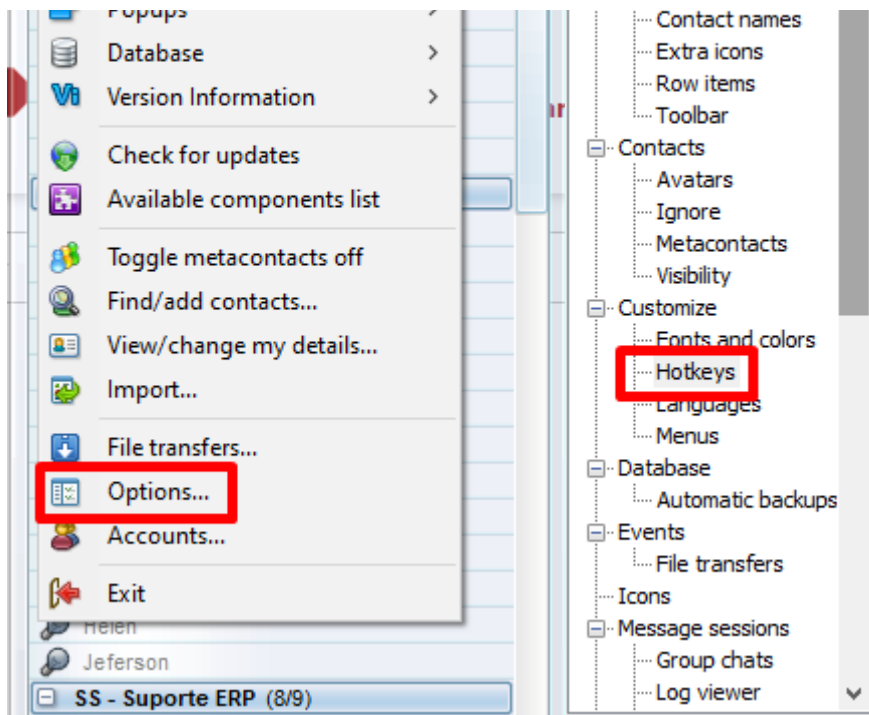 Popups
Database
Version Information
Check for updates
Available components list
Toggle metacontacts off
Find/add contacts...
View/change my details...
Import...
File transfers...
Options...
Accounts...
Exit
Helen
Jeferson
SS - Suporte ERP (8/9)
Contact names
Extra icons
Row items
Toolbar
Contacts
Avatars
Ignore
Metacontacts
Visibility
Customize
Fonts and colors
Hotkeys
Languages
Menus
Database
Automatic backups
Events
File transfers
Icons
Message sessions
Group chats
Log viewer